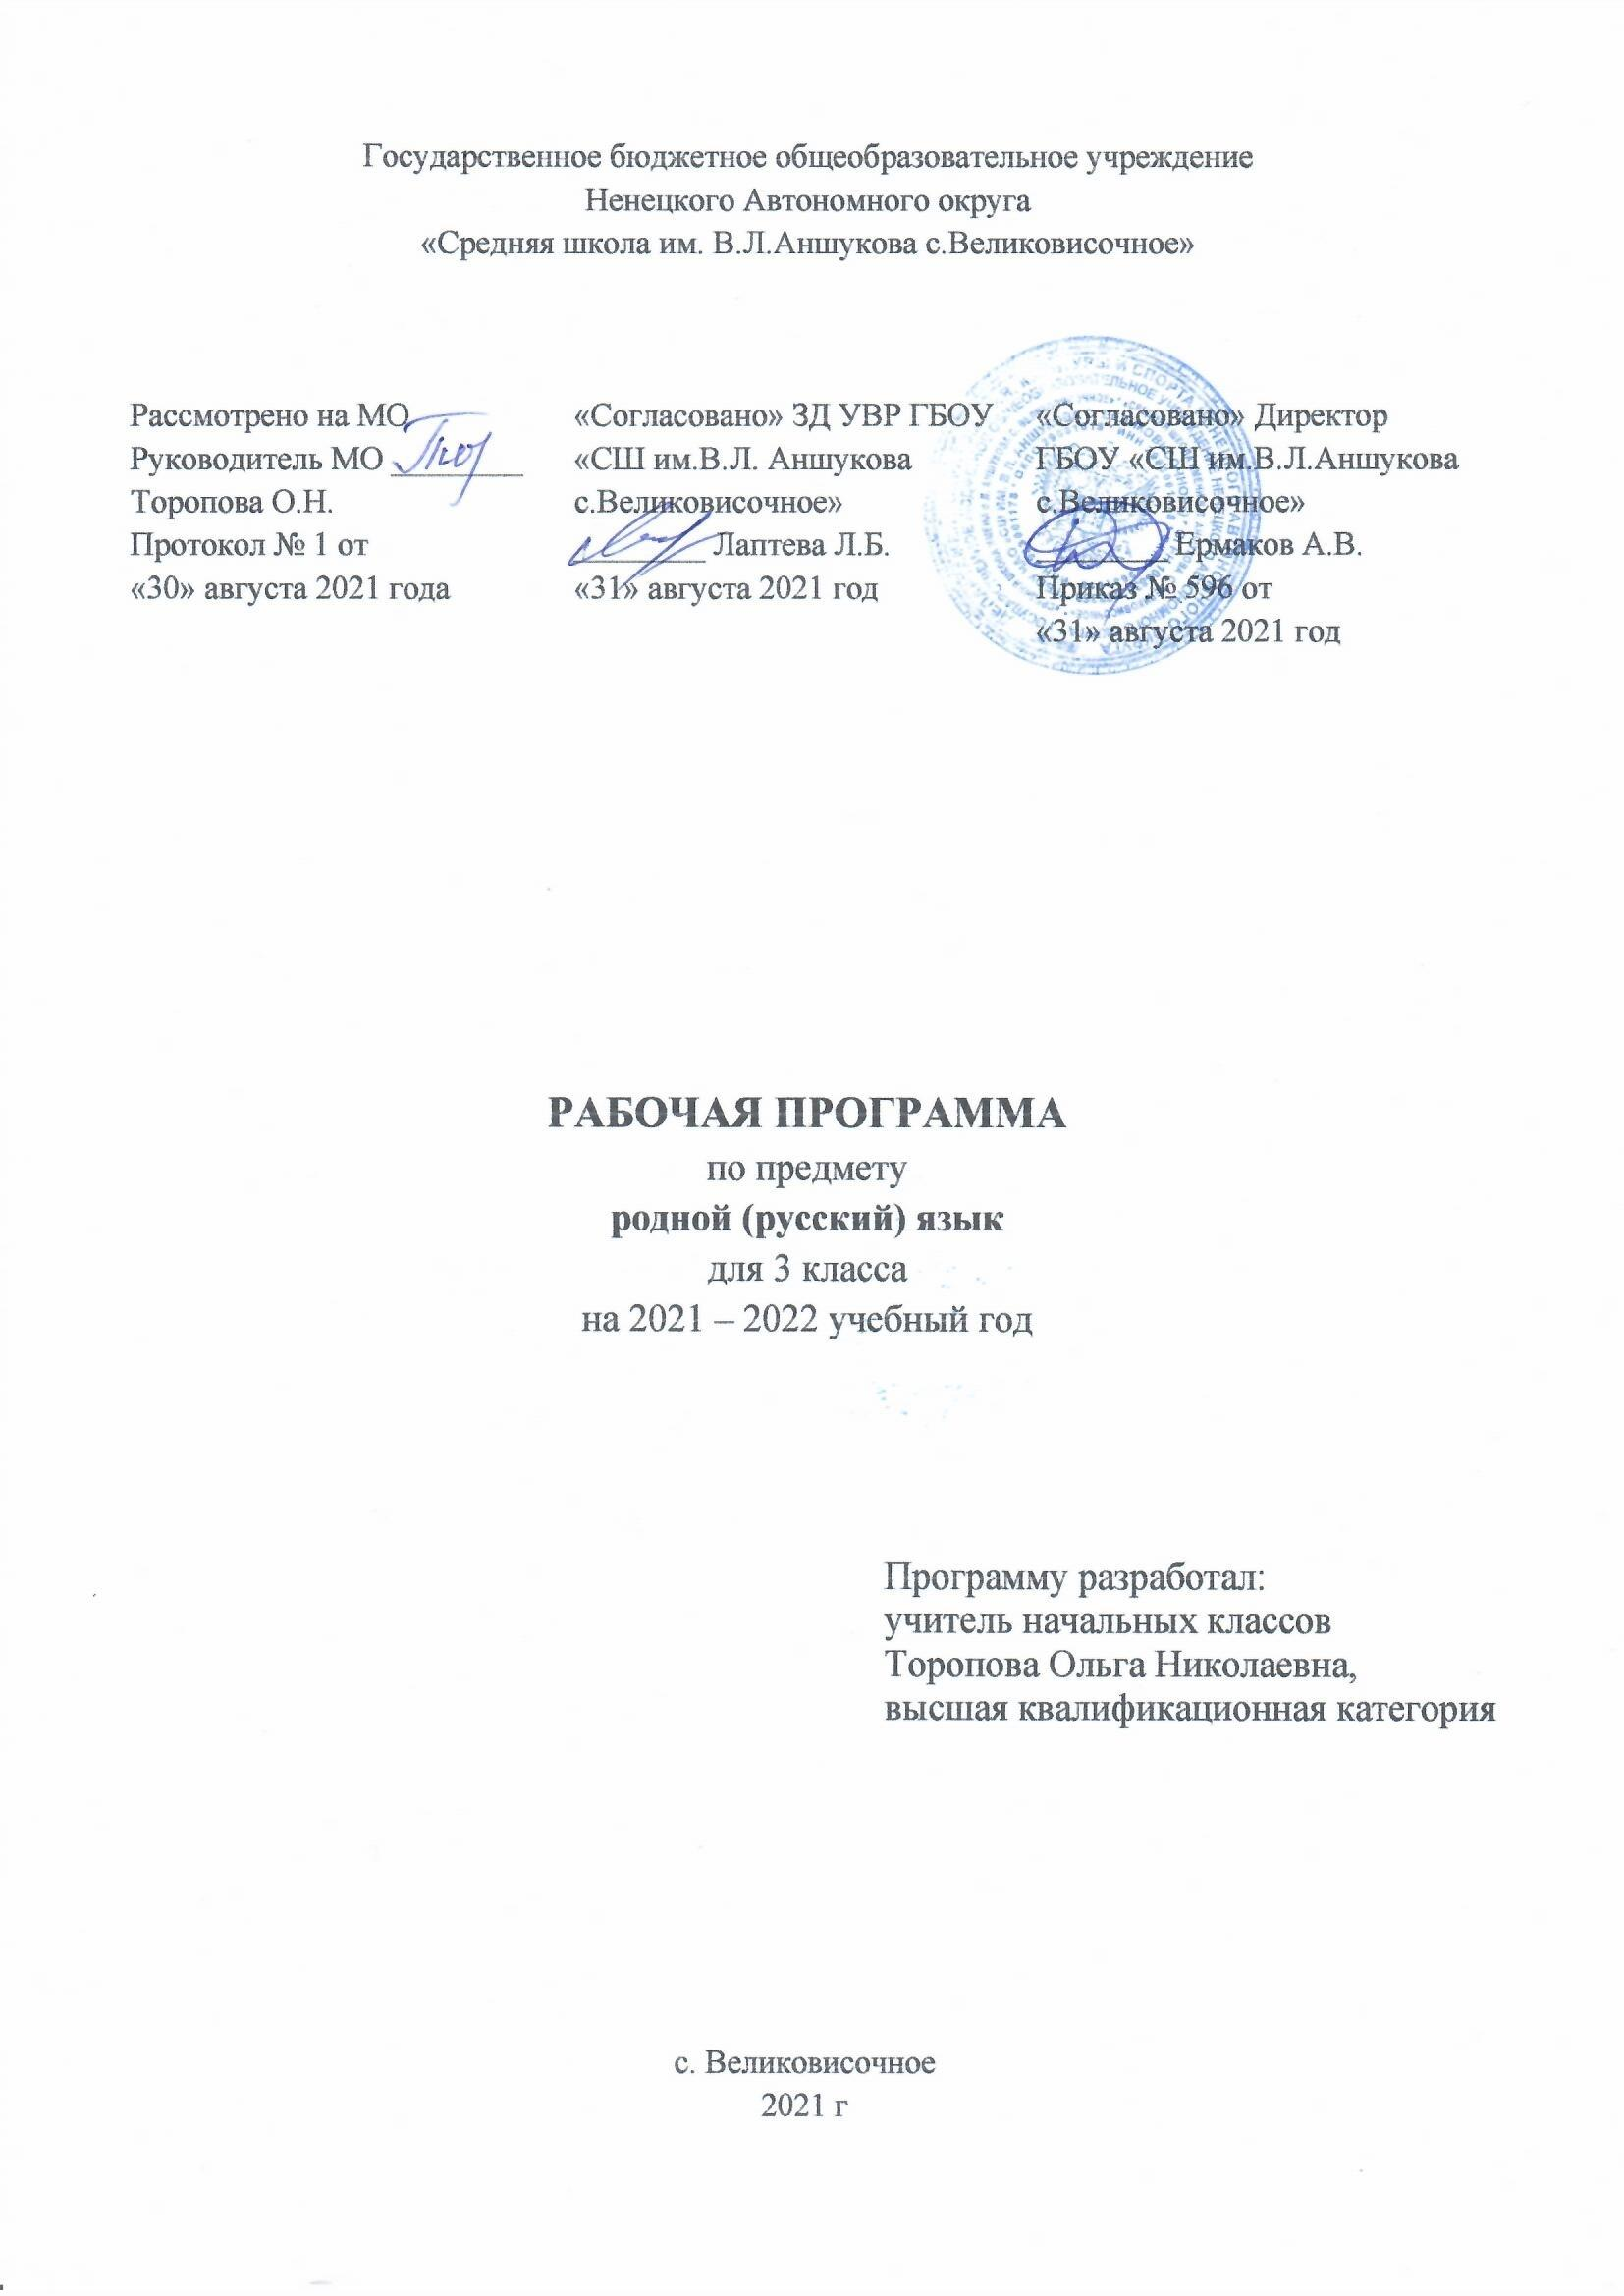 Государственное бюджетное общеобразовательное учреждение
Ненецкого Автономного округа
«Средняя школа им. В.Л.Аншукова с.Великовисочное»
Рассмотрено на МО
Руководитель МО ________
Торопова О.Н.
Протокол № 1 от
«30» августа 2021 года
«Согласовано» ЗД УВР ГБОУ
«СШ им.В.Л. Аншукова
с.Великовисочное»
________ Лаптева Л.Б.
«31» августа 2021 год
«Согласовано» Директор
ГБОУ «СШ им.В.Л.Аншукова
с.Великовисочное»
________ Ермаков А.В.
Приказ № 596 от
«31» августа 2021 год
РАБОЧАЯ ПРОГРАММА
по предмету
родной (русский) язык
для 3 класса
на 2021 – 2022 учебный год
Программу разработал:
учитель начальных классов
Торопова Ольга Николаевна,
высшая квалификационная категория
с. Великовисочное
2021 г